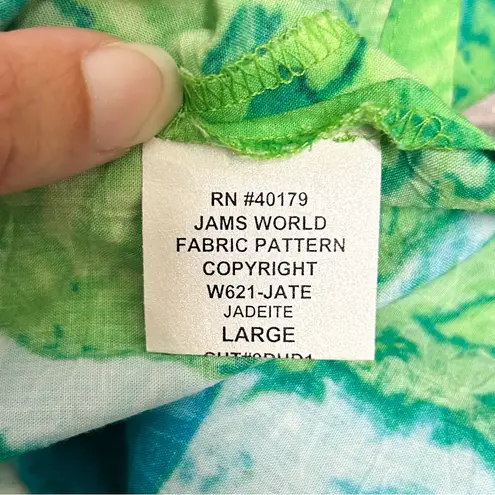 RN #40179
JAMS WORLD
FABRIC PATTERN
COPYRIGHT
W621-JATE
JADEITE
LARGE